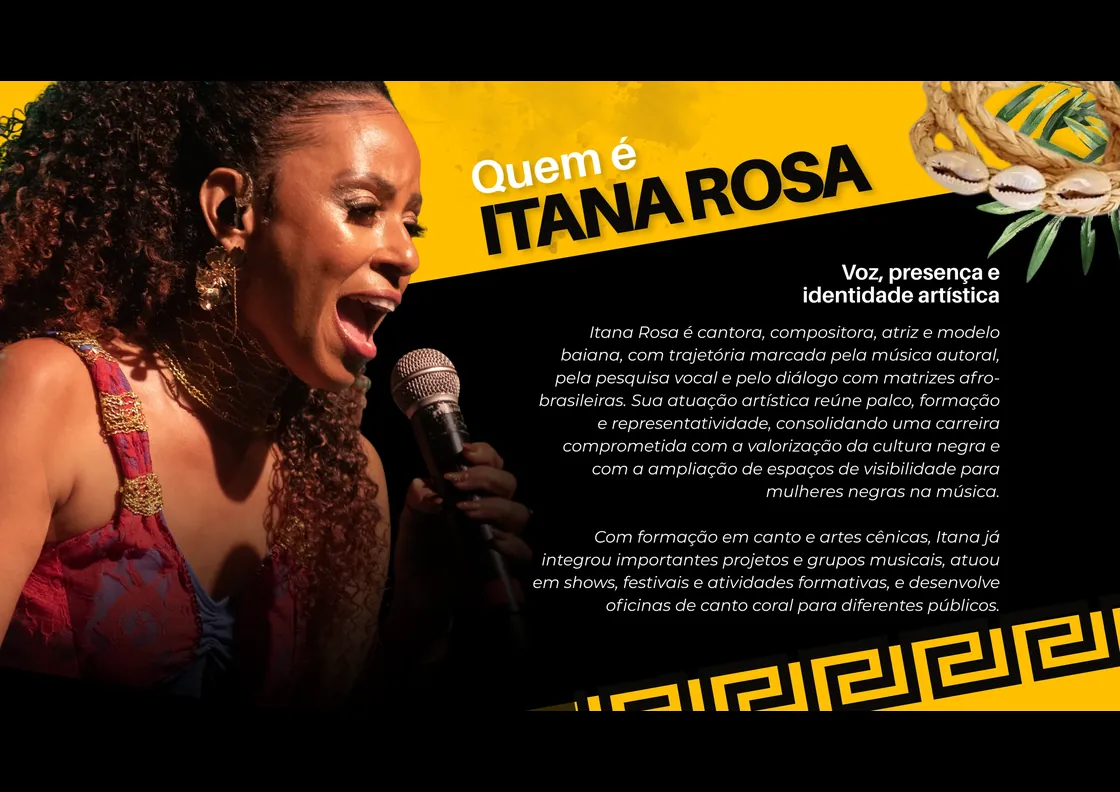 Quem é
ITANA ROSA
Voz, presença e
identidade artística
Itana Rosa é cantora, compositora, atriz e modelo
baiana, com trajetória marcada pela música autoral,
pela pesquisa vocal e pelo diálogo com matrizes afro-
brasileiras. Sua atuação artística reúne palco, formação
e representatividade, consolidando uma carreira
comprometida com a valorização da cultura negra e
com a ampliação de espaços de visibilidade para
mulheres negras na música.
Com formação em canto e artes cênicas, Itana já
integrou importantes projetos e grupos musicais, atuou
em shows, festivais e atividades formativas, e desenvolve
oficinas de canto coral para diferentes públicos.